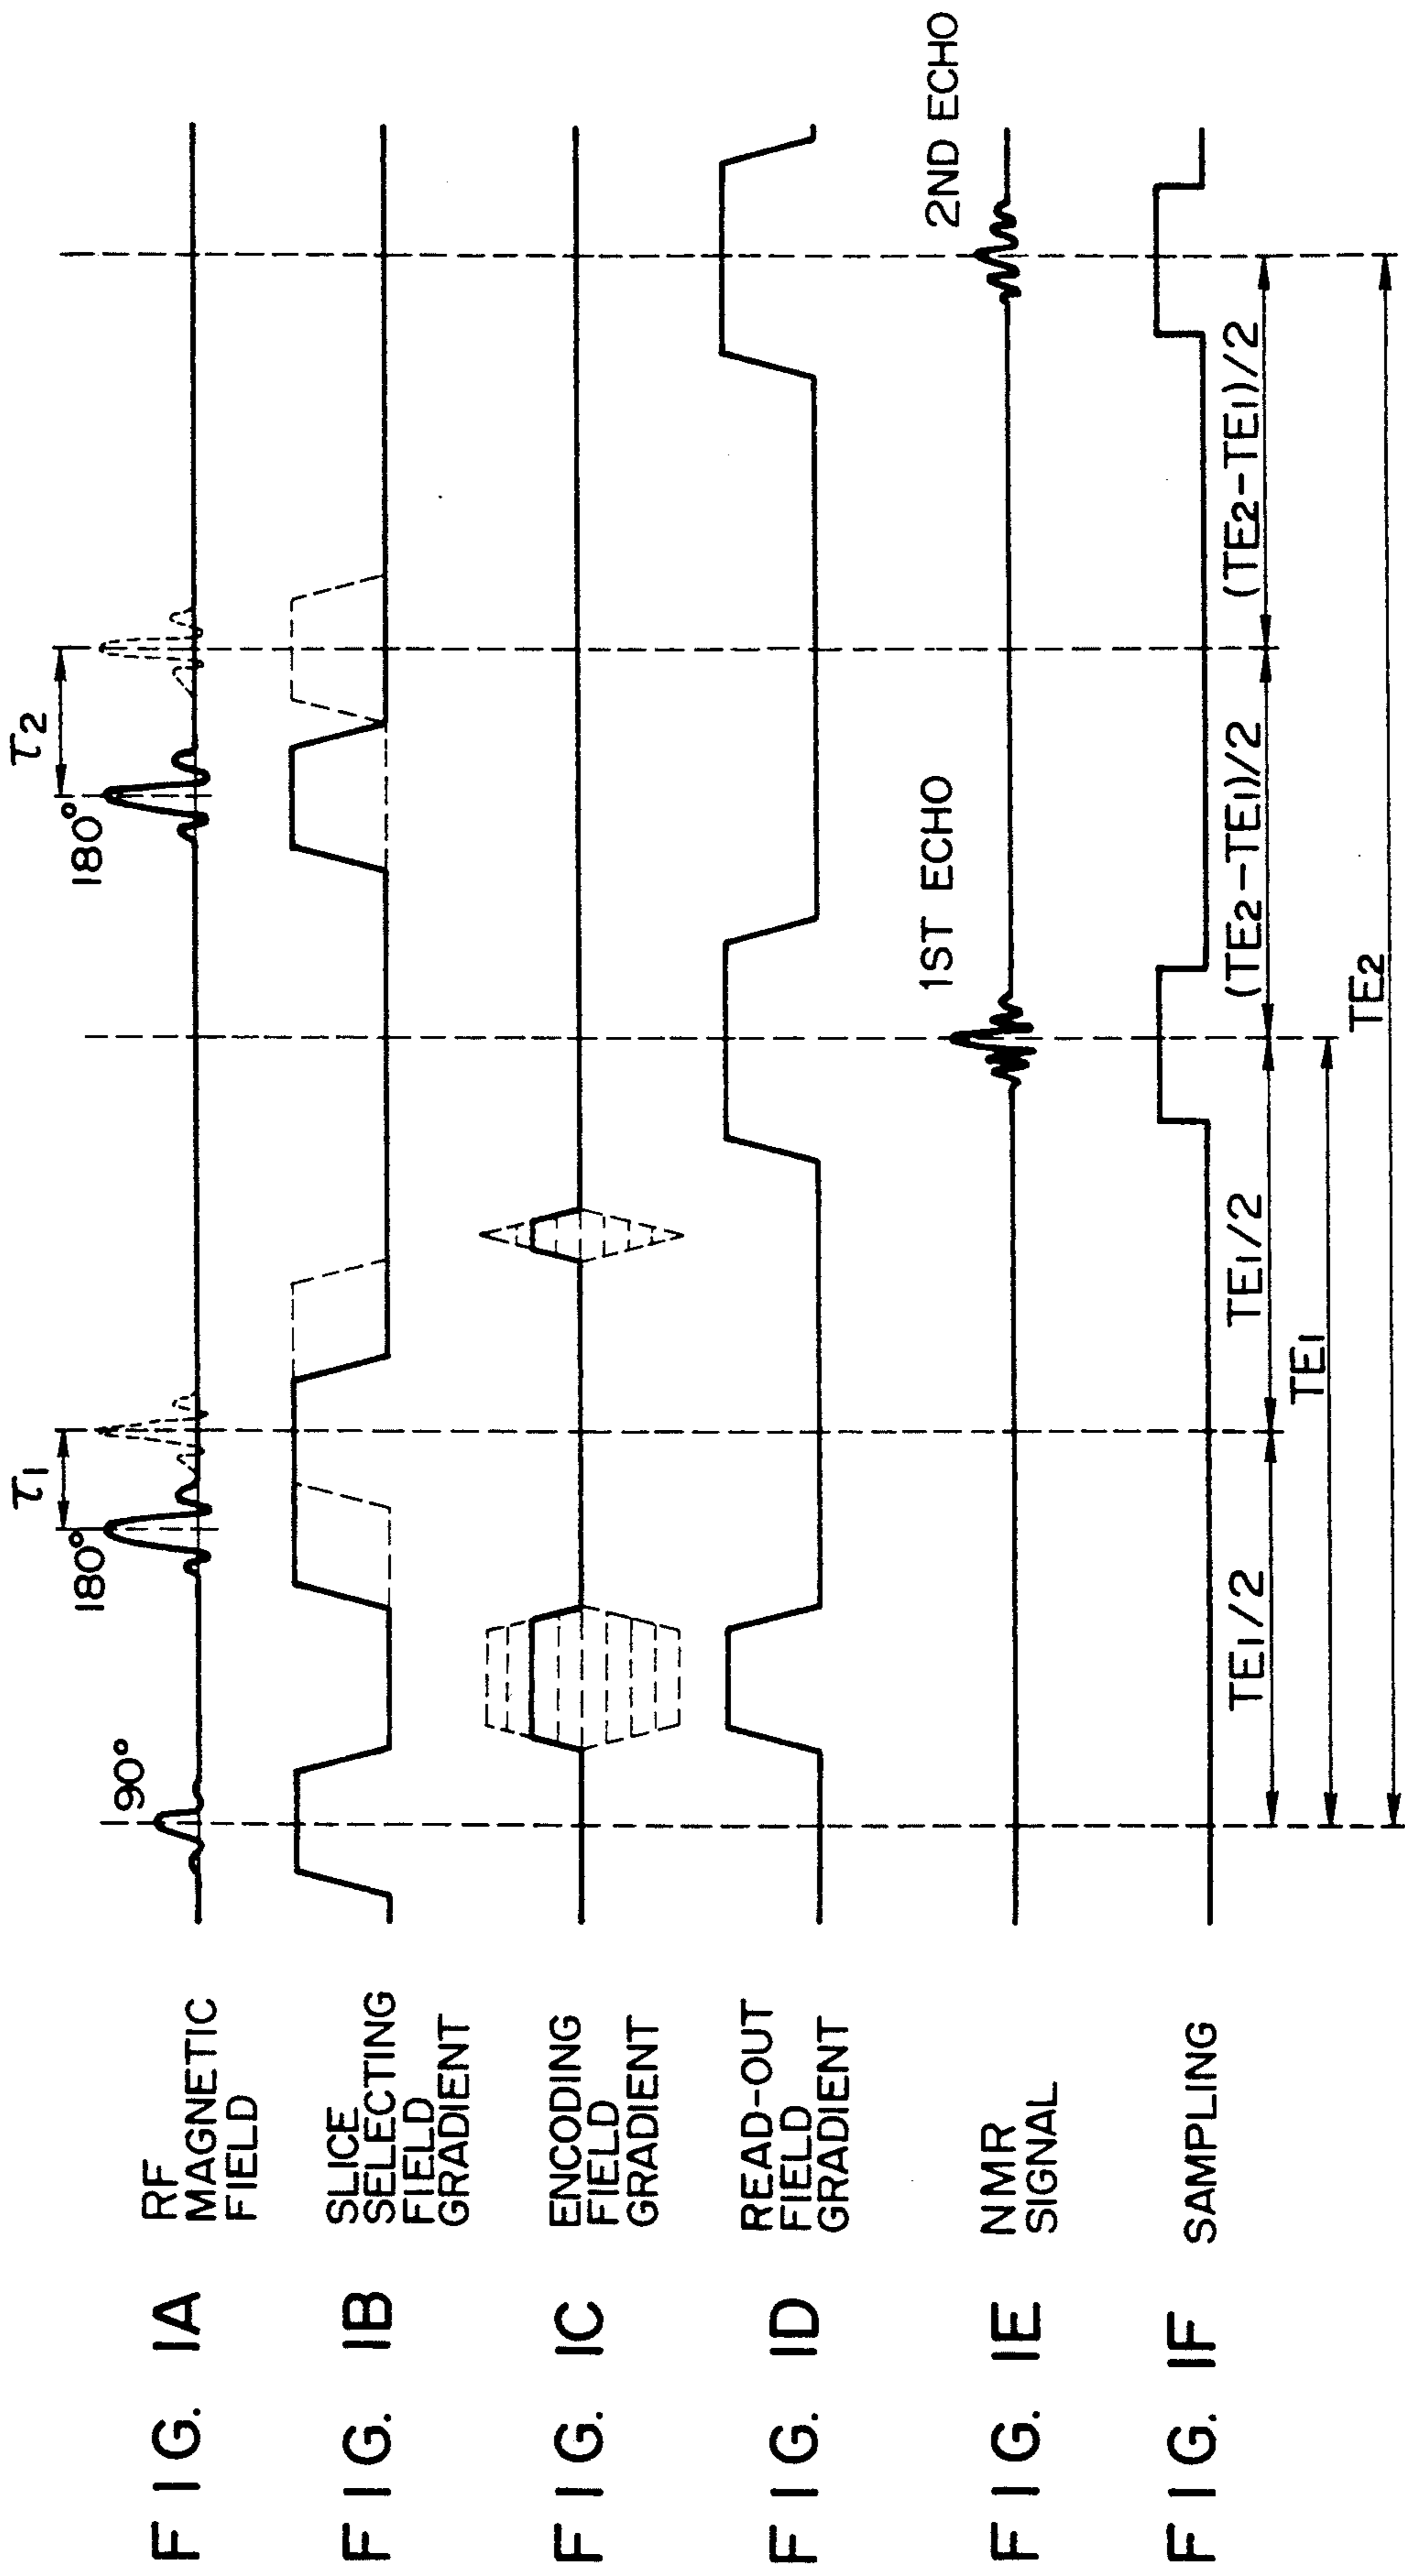 FIG. 1A RF MAGNETIC FIELD
90°
180°
τ1
180°
τ2
FIG. 1B SLICE SELECTING FIELD GRADIENT
FIG. 1C ENCODING FIELD GRADIENT
FIG. 1D READ-OUT FIELD GRADIENT
FIG. 1E NMR SIGNAL
1ST ECHO
2ND ECHO
FIG. 1F SAMPLING
TE1/2
TE1/2
(TE2-TE1)/2
(TE2-TE1)/2
TE1
TE2